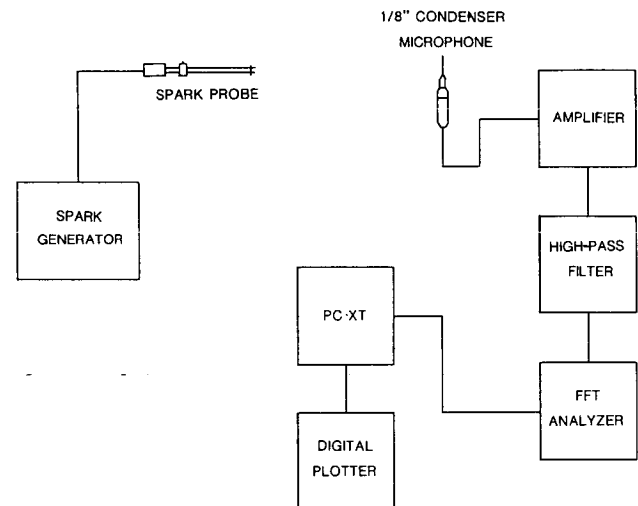 1/8" CONDENSER
MICROPHONE
SPARK PROBE
AMPLIFIER
SPARK
GENERATOR
HIGH-PASS
FILTER
PC-XT
FFT
ANALYZER
DIGITAL
PLOTTER